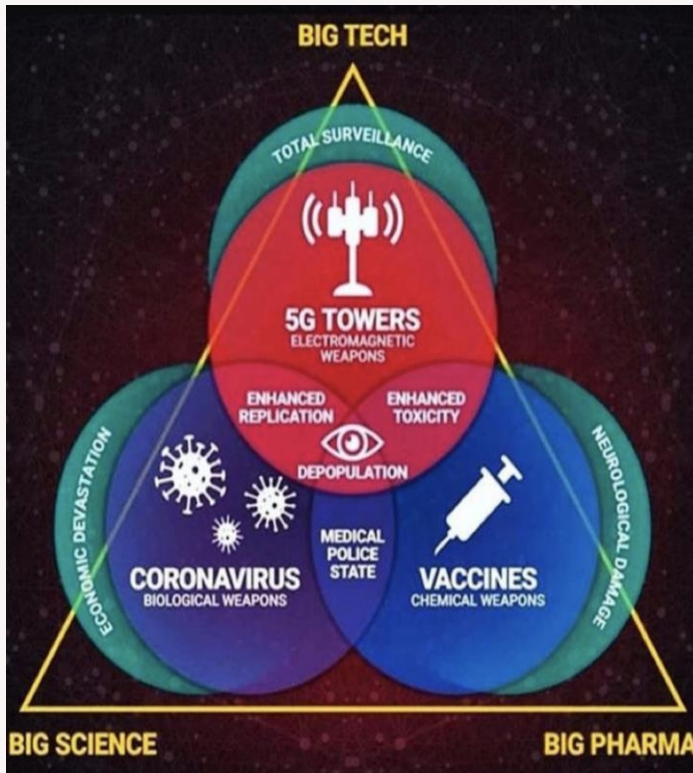 BIG TECH
TOTAL SURVEILLANCE
5G TOWERS
ELECTROMAGNETIC
WEAPONS
ENHANCED
REPLICATION
ENHANCED
TOXICITY
DEPOPULATION
ECONOMIC DEVASTATION
NEUROLOGICAL DAMAGE
MEDICAL
POLICE
STATE
CORONAVIRUS
BIOLOGICAL WEAPONS
VACCINES
CHEMICAL WEAPONS
BIG SCIENCE
BIG PHARMA